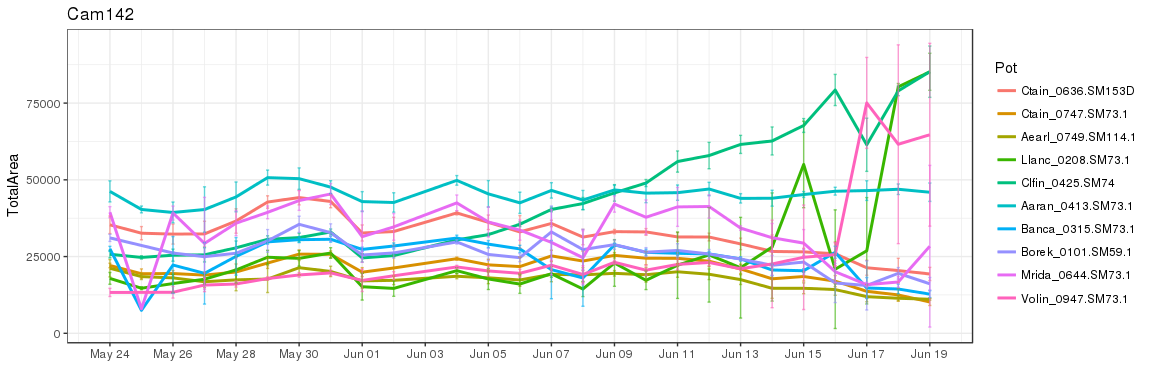 Cam142
TotalArea
75000
50000
25000
0
May 24 May 26 May 28 May 30 Jun 01 Jun 03 Jun 05 Jun 07 Jun 09 Jun 11 Jun 13 Jun 15 Jun 17 Jun 19
Pot
Ctain_0636.SM153D
Ctain_0747.SM73.1
Aearl_0749.SM114.1
Llanc_0208.SM73.1
Clfin_0425.SM74
Aaran_0413.SM73.1
Banca_0315.SM73.1
Borek_0101.SM59.1
Mrida_0644.SM73.1
Volin_0947.SM73.1